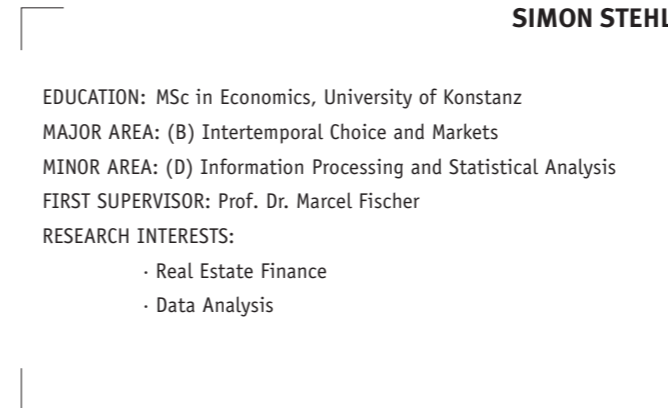 SIMON STEHL
EDUCATION: MSc in Economics, University of Konstanz
MAJOR AREA: (B) Intertemporal Choice and Markets
MINOR AREA: (D) Information Processing and Statistical Analysis
FIRST SUPERVISOR: Prof. Dr. Marcel Fischer
RESEARCH INTERESTS:
· Real Estate Finance
· Data Analysis